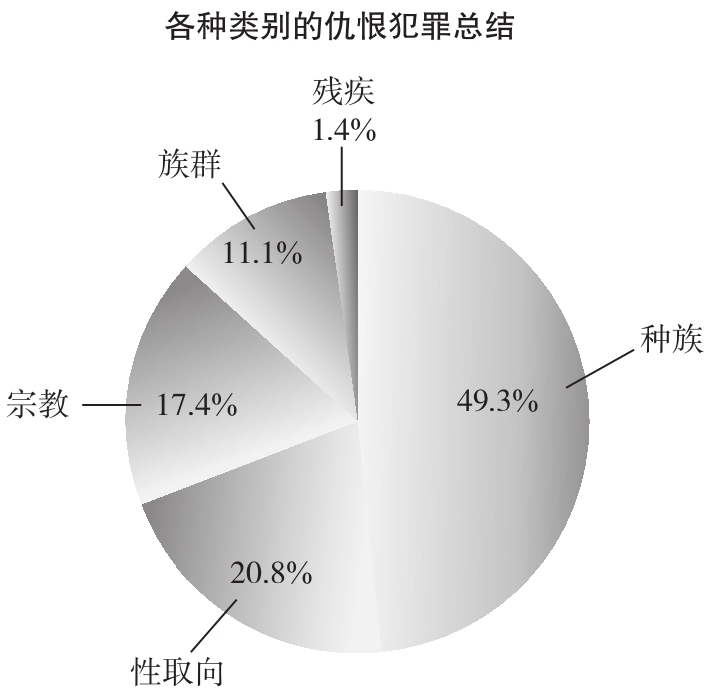 各种类别的仇恨犯罪总结
残疾
1.4%
族群
11.1%
种族
49.3%
宗教
17.4%
20.8%
性取向